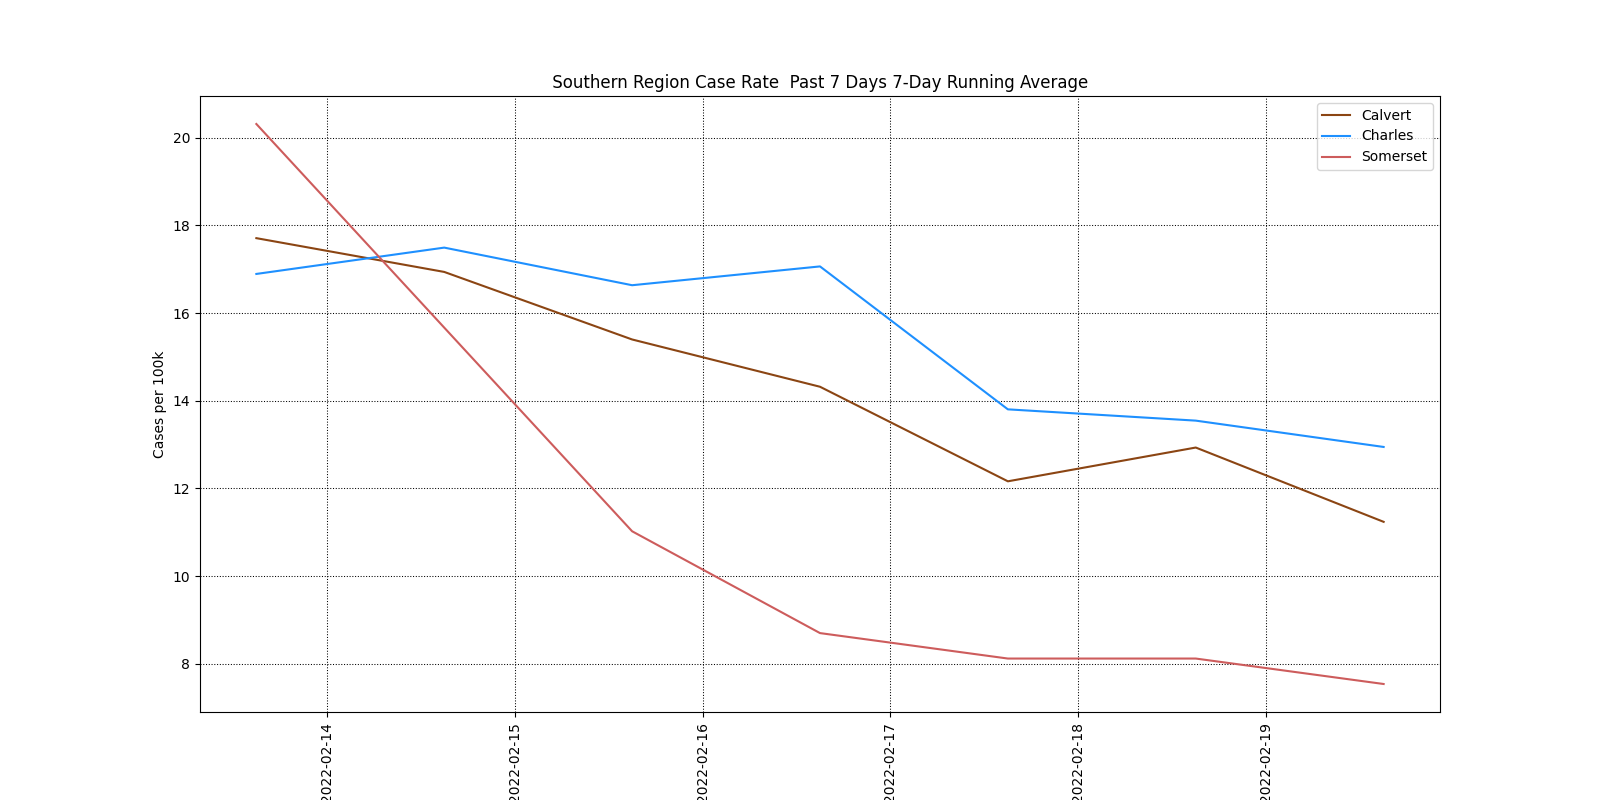 Southern Region Case Rate  Past 7 Days 7-Day Running Average
Calvert
Charles
Somerset
Cases per 100k
20
18
16
14
12
10
8
2022-02-14
2022-02-15
2022-02-16
2022-02-17
2022-02-18
2022-02-19